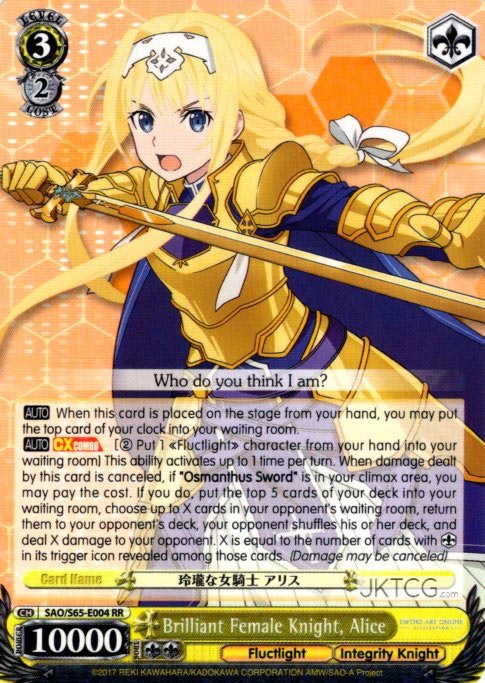 LEVEL
3
2
COST
Who do you think I am?
AUTO When this card is placed on the stage from your hand, you may put
the top card of your clock into your waiting room.
AUTO CX COMBO [② Put 1 «Fluctlight» character from your hand into your
waiting room] This ability activates up to 1 time per turn. When damage dealt
by this card is canceled, if "Osmanthus Sword" is in your climax area, you
may pay the cost. If you do, put the top 5 cards of your deck into your
waiting room, choose up to X cards in your opponent's waiting room, return
them to your opponent's deck, your opponent shuffles his or her deck, and
deal X damage to your opponent. X is equal to the number of cards with
in its trigger icon revealed among those cards. (Damage may be canceled)
Card Name 玲瓏な女騎士 アリス
JKTCG.com
CH SAO/S65-E004 RR
POWER 10000 SOUL Brilliant Female Knight, Alice SWORD ART ONLINE
Fluctlight Integrity Knight
©2017 REKI KAWAHARA/KADOKAWA CORPORATION AMW/SAO-A Project